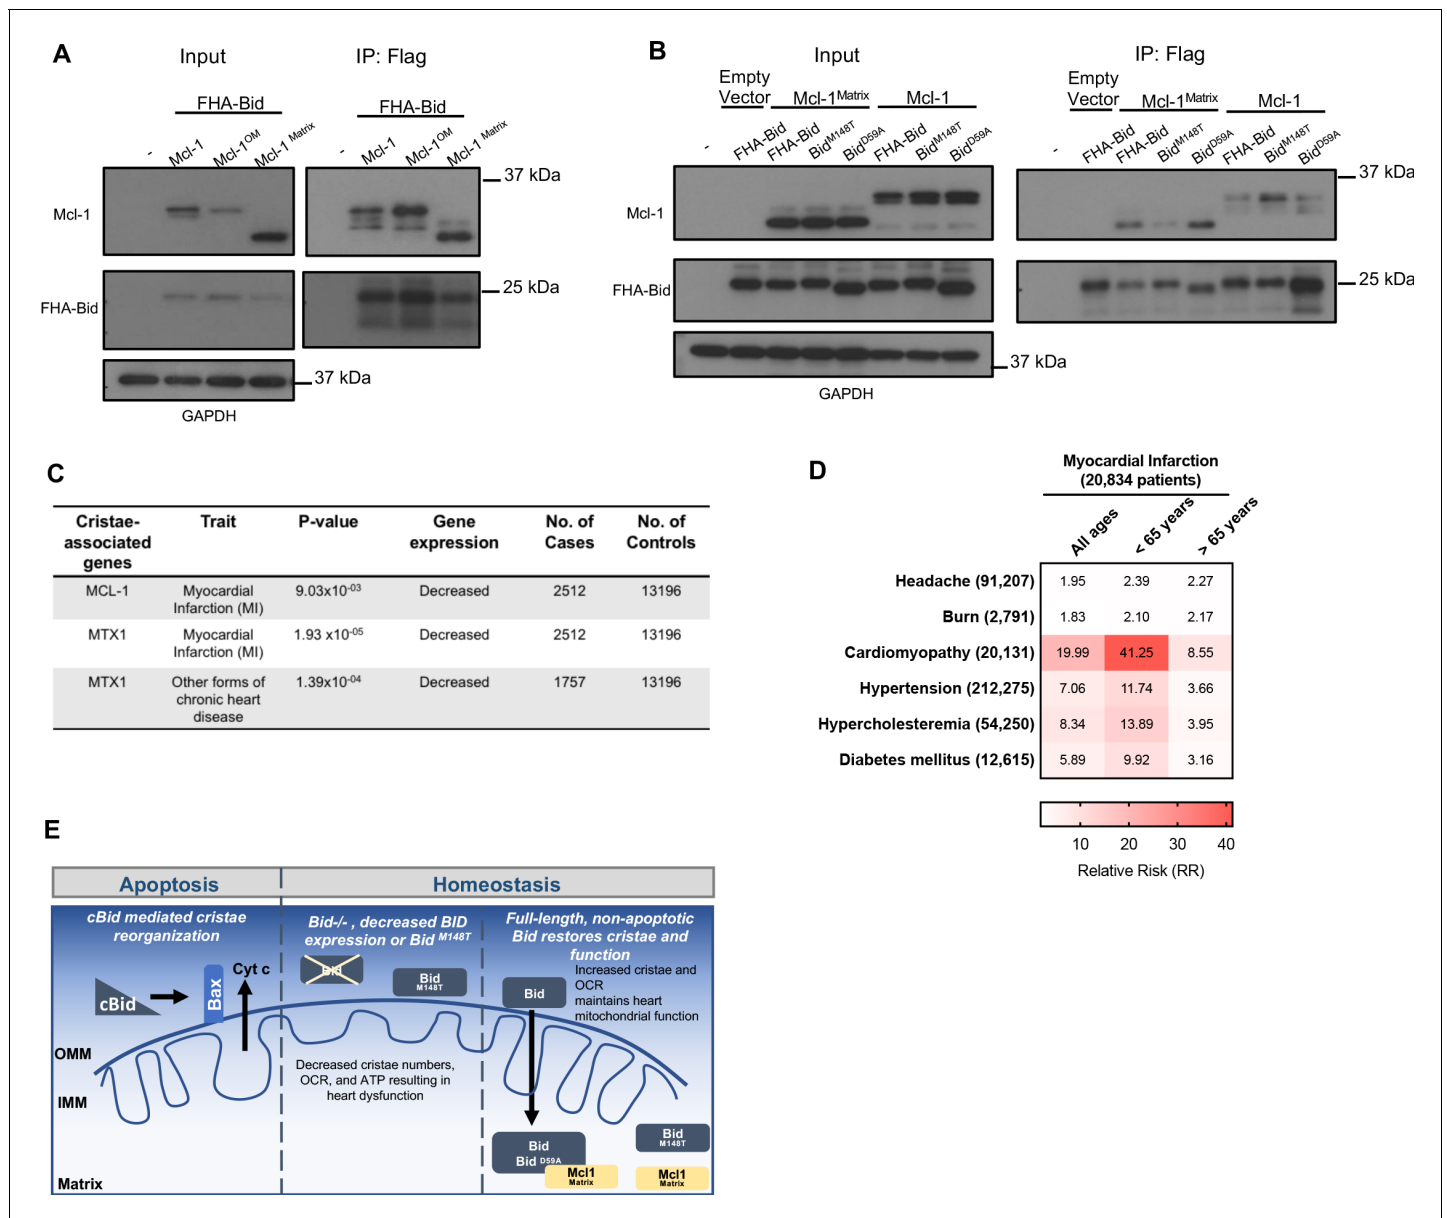 A
Input
IP: Flag
FHA-Bid
FHA-Bid
-
Mcl-1
Mcl-1OM
Mcl-1 Matrix
-
Mcl-1
Mcl-1OM
Mcl-1 Matrix
37 kDa
Mcl-1
25 kDa
FHA-Bid
37 kDa
GAPDH
B
Input
IP: Flag
Empty
Vector
Mcl-1Matrix
Mcl-1
Empty
Vector
Mcl-1Matrix
Mcl-1
-
FHA-Bid
FHA-Bid
BidM148T
BidD59A
FHA-Bid
BidM148T
BidD59A
-
FHA-Bid
FHA-Bid
BidM148T
BidD59A
FHA-Bid
BidM148T
BidD59A
37 kDa
Mcl-1
25 kDa
FHA-Bid
37 kDa
GAPDH
C
Cristae-
associated
genes
Trait
P-value
Gene
expression
No. of
Cases
No. of
Controls
MCL-1
Myocardial
Infarction (MI)
9.03x10-03
Decreased
2512
13196
MTX1
Myocardial
Infarction (MI)
1.93 x10-05
Decreased
2512
13196
MTX1
Other forms of
chronic heart
disease
1.39x10-04
Decreased
1757
13196
D
Myocardial Infarction
(20,834 patients)
All ages
< 65 years
> 65 years
Headache (91,207) 1.95 2.39 2.27
Burn (2,791) 1.83 2.10 2.17
Cardiomyopathy (20,131) 19.99 41.25 8.55
Hypertension (212,275) 7.06 11.74 3.66
Hypercholesteremia (54,250) 8.34 13.89 3.95
Diabetes mellitus (12,615) 5.89 9.92 3.16
10 20 30 40
Relative Risk (RR)
E
Apoptosis
Homeostasis
cBid mediated cristae
reorganization
Bid-/- , decreased BID
expression or Bid M148T
Full-length, non-apoptotic
Bid restores cristae and
function
cBid
Bax
Cyt c
Bid
Bid
M148T
Bid
Increased cristae and
OCR
maintains heart
mitochondrial function
OMM
IMM
Matrix
Decreased cristae numbers,
OCR, and ATP resulting in
heart dysfunction
Bid
Bid D59A
Mcl1
Matrix
Bid
M148T
Mcl1
Matrix